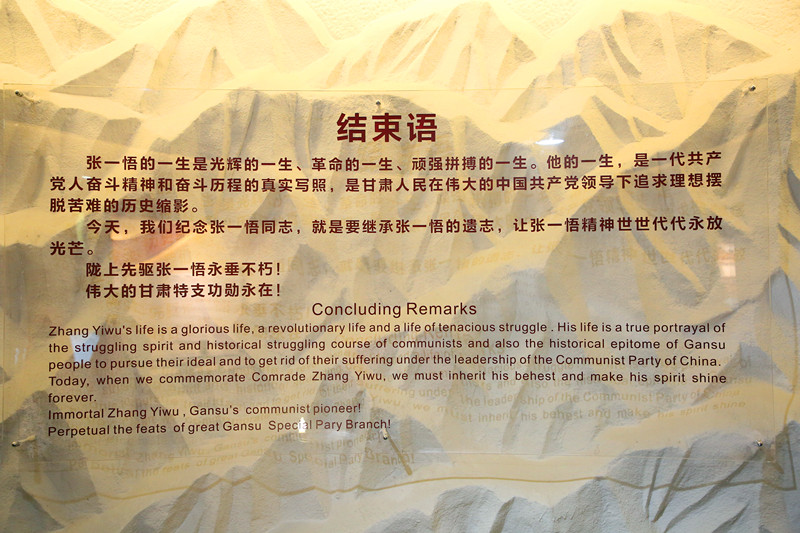 结束语
张一悟的一生是光辉的一生、革命的一生、顽强拼搏的一生。他的一生，是一代共产
党人奋斗精神和奋斗历程的真实写照，是甘肃人民在伟大的中国共产党领导下追求理想摆
脱苦难的历史缩影。
今天，我们纪念张一悟同志，就是要继承张一悟的遗志，让张一悟精神世世代代永放
光芒。
陇上先驱张一悟永垂不朽！
伟大的甘肃特支功勋永在！
Concluding Remarks
Zhang Yiwu's life is a glorious life, a revolutionary life and a life of tenacious struggle . His life is a true portrayal of
the struggling spirit and historical struggling course of communists and also the historical epitome of Gansu
people to pursue their ideal and to get rid of their suffering under the leadership of the Communist Party of China.
Today, when we commemorate Comrade Zhang Yiwu, we must inherit his behest and make his spirit shine
forever.
Immortal Zhang Yiwu , Gansu's communist pioneer!
Perpetual the feats of great Gansu Special Pary Branch!